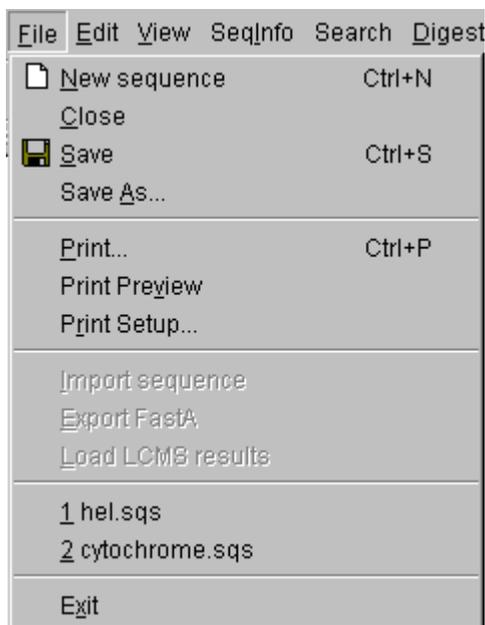 File Edit View SeqInfo Search Digest
New sequence Ctrl+N
Close
Save Ctrl+S
Save As...
Print... Ctrl+P
Print Preview
Print Setup...
Import sequence
Export FastA
Load LCMS results
1 hel.sqs
2 cytochrome.sqs
Exit